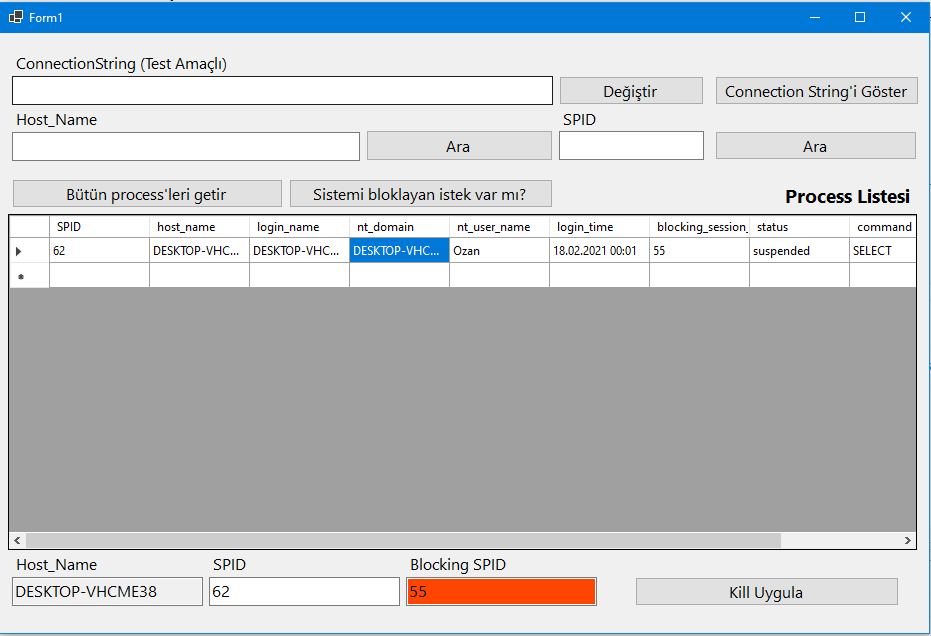 Form1
ConnectionString (Test Amaçlı)
Değiştir
Connection String'i Göster
Host_Name
SPID
Ara
Ara
Bütün process'leri getir
Sistemi bloklayan istek var mı?
Process Listesi
SPID host_name login_name nt_domain nt_user_name login_time blocking_session_ status command
62 DESKTOP-VHC... DESKTOP-VHC... DESKTOP-VHC... Ozan 18.02.2021 00:01 55 suspended SELECT
Host_Name SPID Blocking SPID
DESKTOP-VHCME38 62 55 Kill Uygula